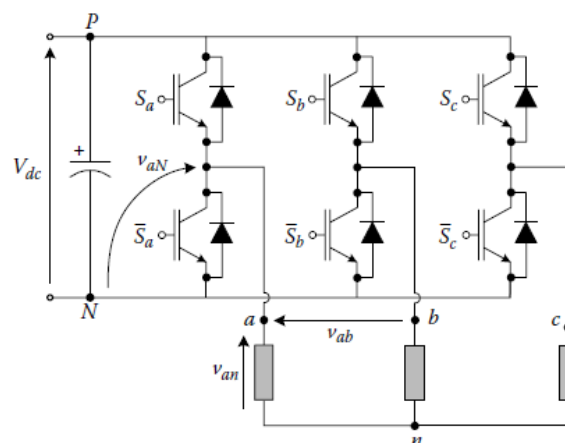 P
S_a S_b S_c
+
V_dc
v_aN
S̅_a S̅_b S̅_c
N
a b c
v_ab
v_an
n